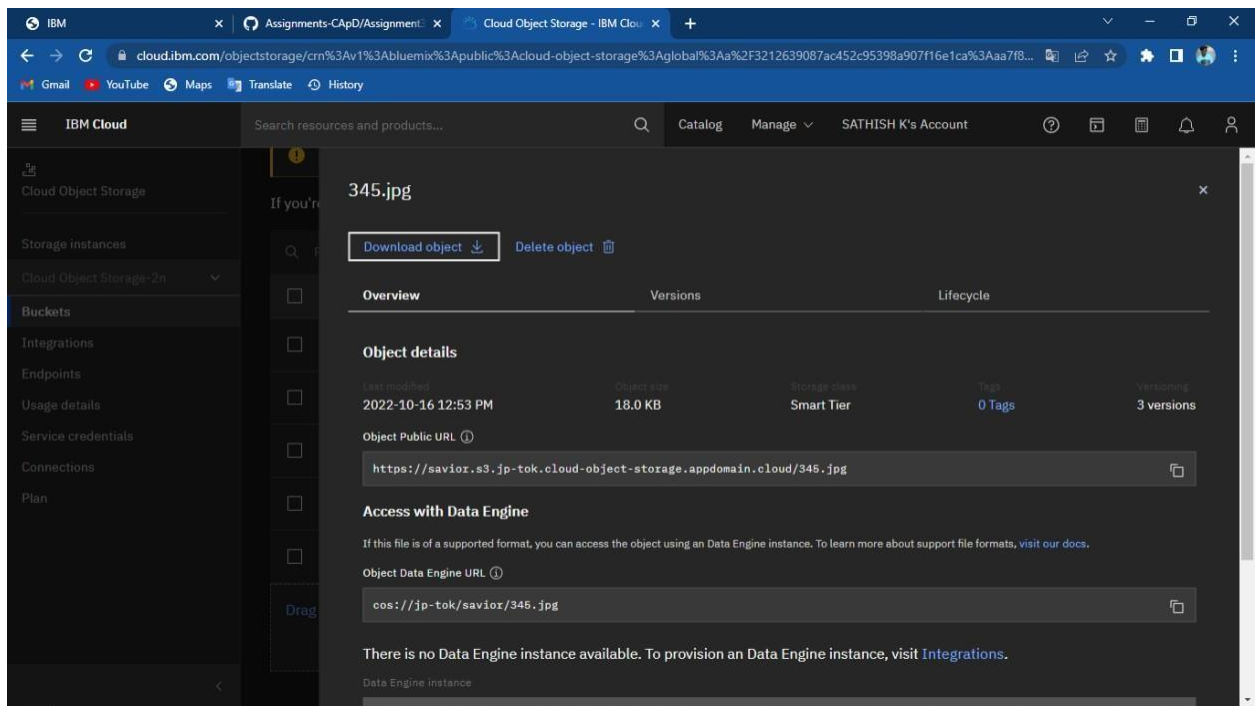 IBM
Assignments-CApD/Assignment
Cloud Object Storage - IBM Clou
cloud.ibm.com/objectstorage/crn%3Av1%3Abluemix%3Apublic%3Acloud-object-storage%3Aglobal%3Aa%2F3212639087ac452c95398a907f16e1ca%3Aaa7f8...
Gmail YouTube Maps Translate History
IBM Cloud Search resources and products... Catalog Manage SATHISH K's Account
Cloud Object Storage
Storage instances
Cloud Object Storage-2n
Buckets
Integrations
Endpoints
Usage details
Service credentials
Connections
Plan
If you're
Drag
345.jpg
Download object Delete object
Overview Versions Lifecycle
Object details
Last modified Object size Storage class Tags Versioning
2022-10-16 12:53 PM 18.0 KB Smart Tier 0 Tags 3 versions
Object Public URL
https://savior.s3.jp-tok.cloud-object-storage.appdomain.cloud/345.jpg
Access with Data Engine
If this file is of a supported format, you can access the object using an Data Engine instance. To learn more about support file formats, visit our docs.
Object Data Engine URL
cos://jp-tok/savior/345.jpg
There is no Data Engine instance available. To provision an Data Engine instance, visit Integrations.
Data Engine instance